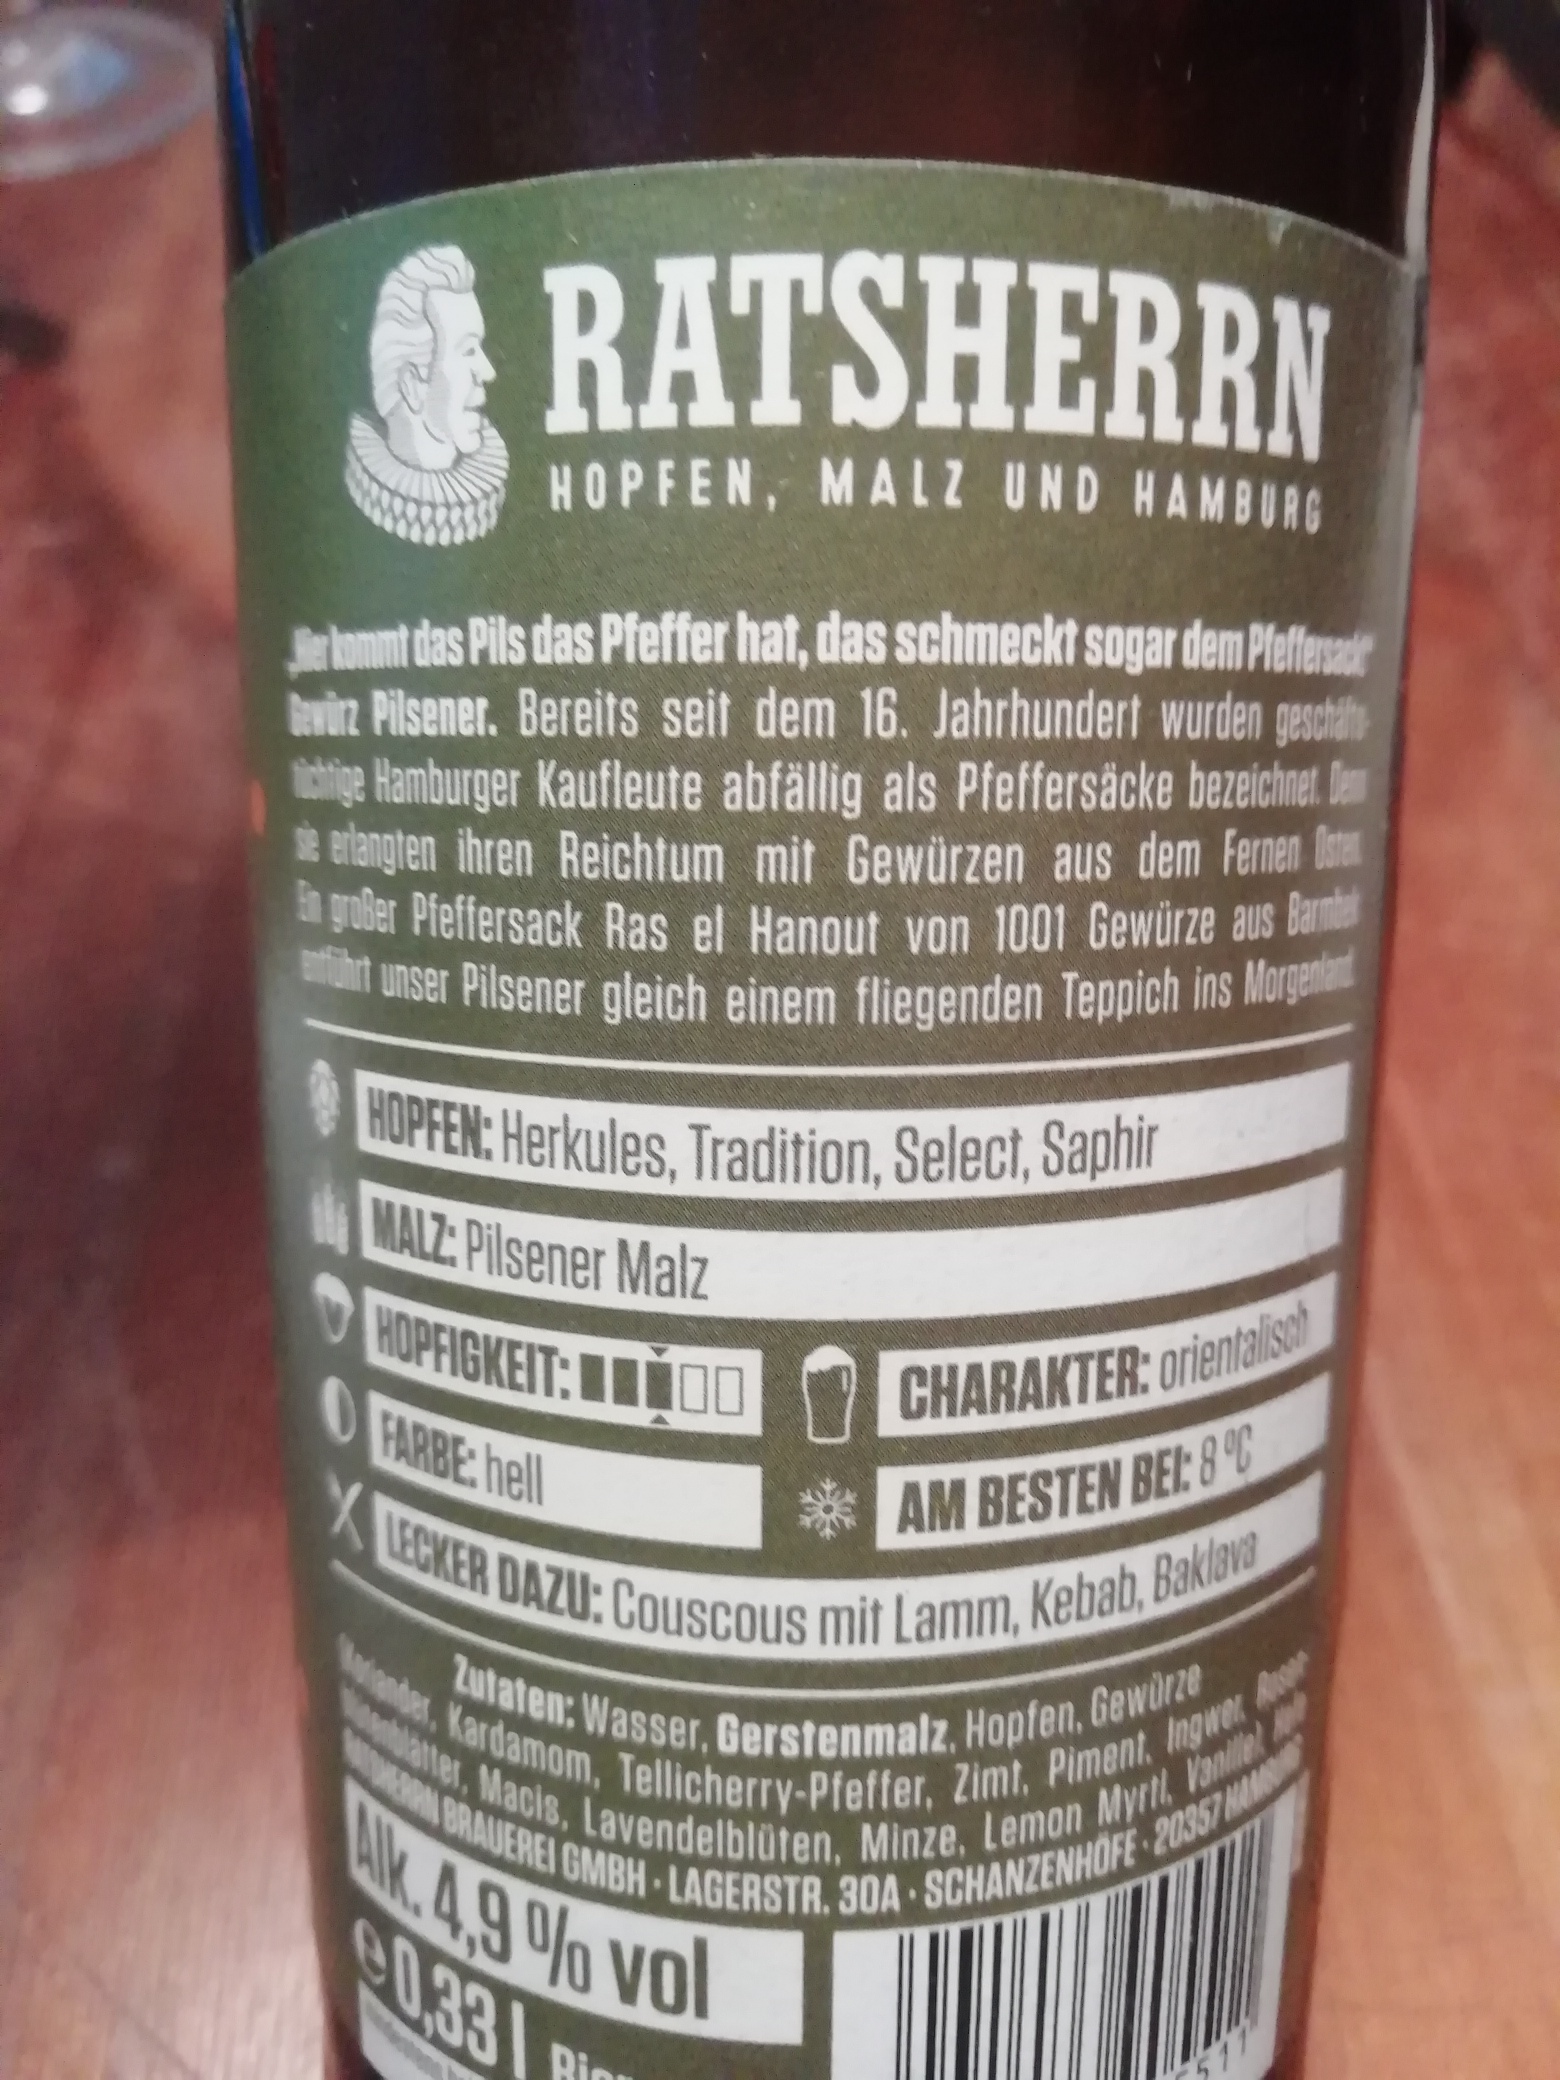 RATSHERRN
HOPFEN, MALZ UND HAMBURG
„Hier kommt das Pils das Pfeffer hat, das schmeckt sogar dem Pfeffersack!"
Gewürz Pilsener. Bereits seit dem 16. Jahrhundert wurden geschäfts-
tüchtige Hamburger Kaufleute abfällig als Pfeffersäcke bezeichnet. Denn
sie erlangten ihren Reichtum mit Gewürzen aus dem Fernen Osten.
Ein großer Pfeffersack Ras el Hanout von 1001 Gewürze aus Barmbek
entführt unser Pilsener gleich einem fliegenden Teppich ins Morgenland.
HOPFEN: Herkules, Tradition, Select, Saphir
MALZ: Pilsener Malz
HOPFIGKEIT:
CHARAKTER: orientalisch
FARBE: hell
AM BESTEN BEI: 8 °C
LECKER DAZU: Couscous mit Lamm, Kebab, Baklava
Zutaten: Wasser, Gerstenmalz, Hopfen, Gewürze
Koriander, Kardamom, Tellicherry-Pfeffer, Zimt, Piment, Ingwer, Rosen-
blütenblätter, Macis, Lavendelblüten, Minze, Lemon Myrtl, Vanille,
RATSHERRN BRAUEREI GMBH · LAGERSTR. 30A · SCHANZENHÖFE · 20357 HAMBURG
Alk. 4,9 % vol
e 0,33 l